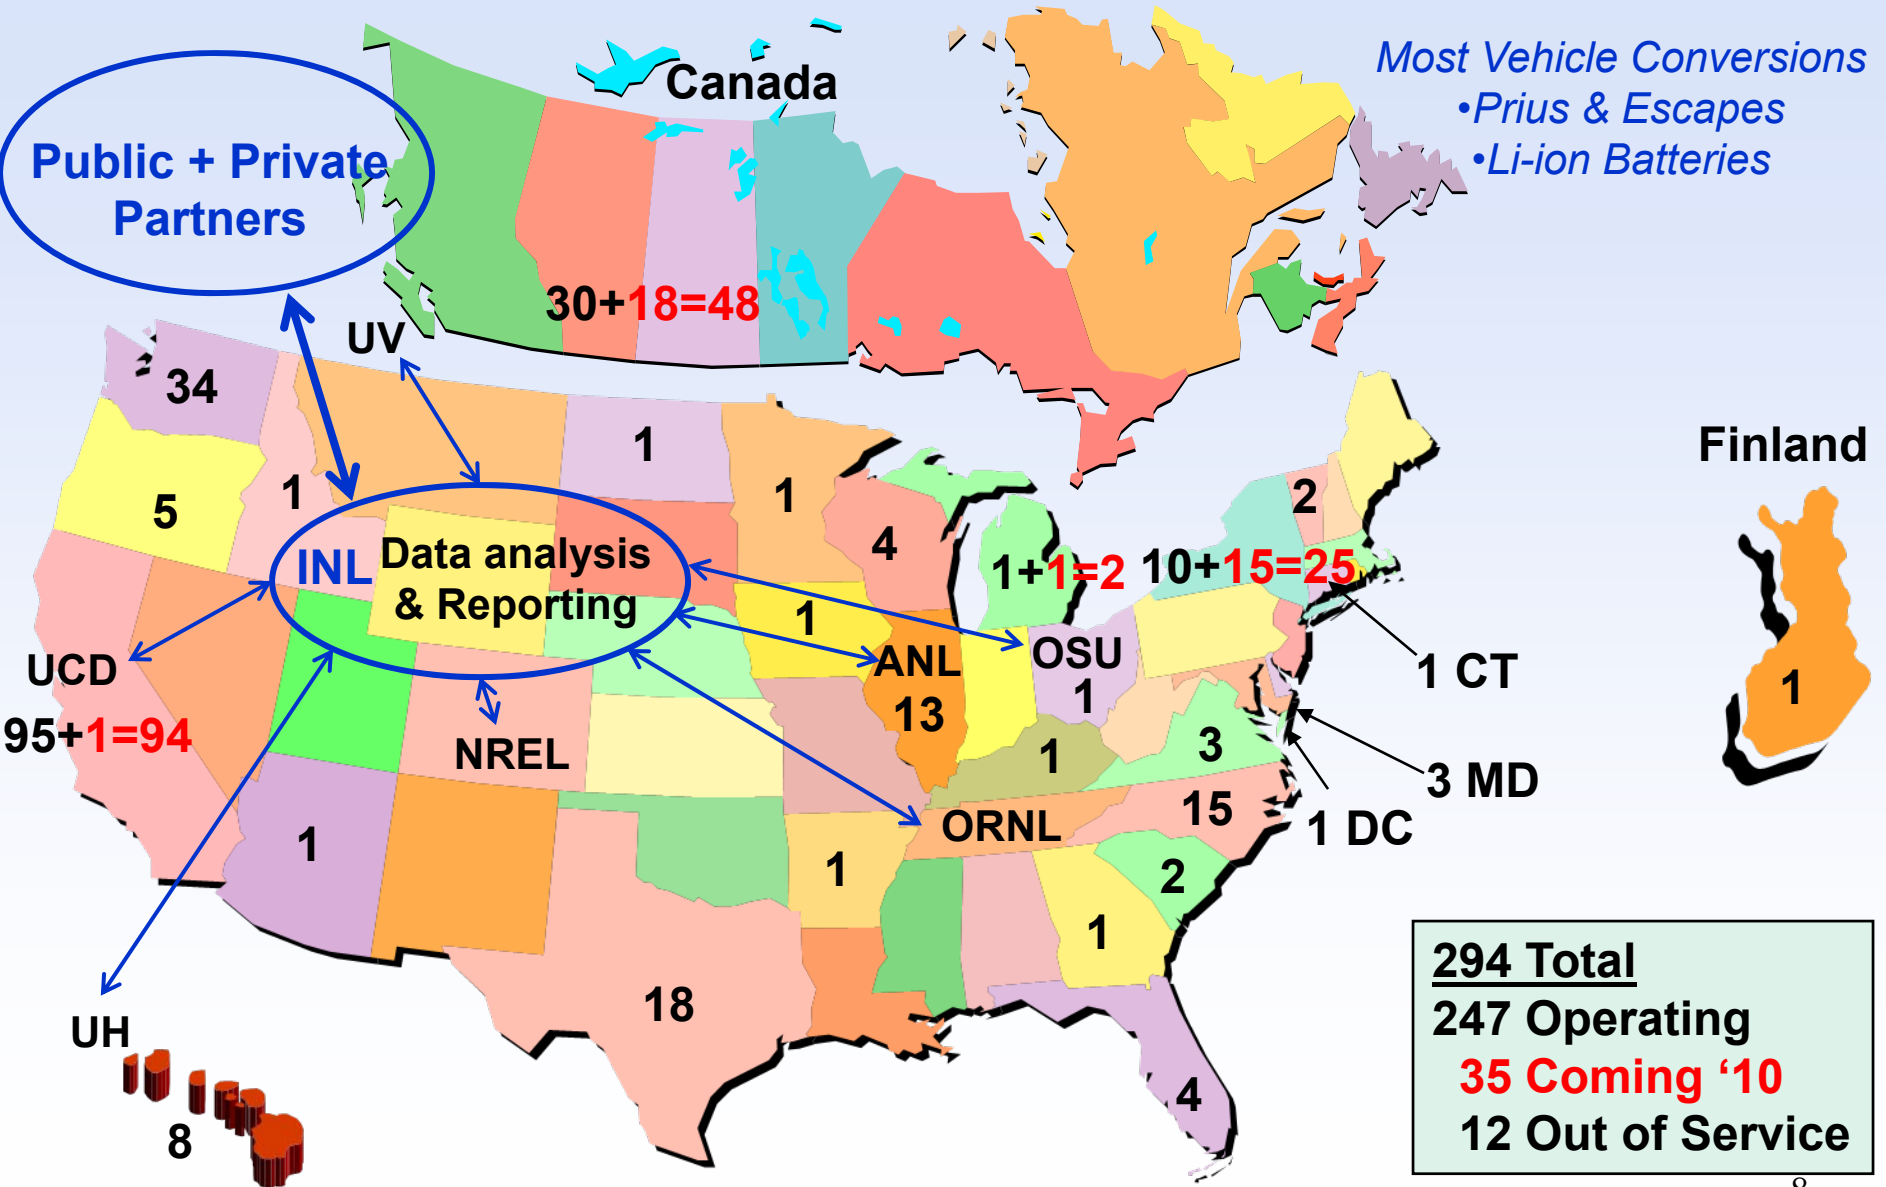 Canada
Most Vehicle Conversions
•Prius & Escapes
•Li-ion Batteries
Public + Private
Partners
30+18=48
UV
34
1
5
1
1
4
2
Finland
INL
Data analysis
& Reporting
1+1=2
10+15=25
1
UCD
95+1=94
ANL
13
OSU
1
1 CT
1
NREL
1
3
3 MD
ORNL
15
1 DC
1
1
2
1
18
UH
8
4
294 Total
247 Operating
35 Coming ‘10
12 Out of Service
8